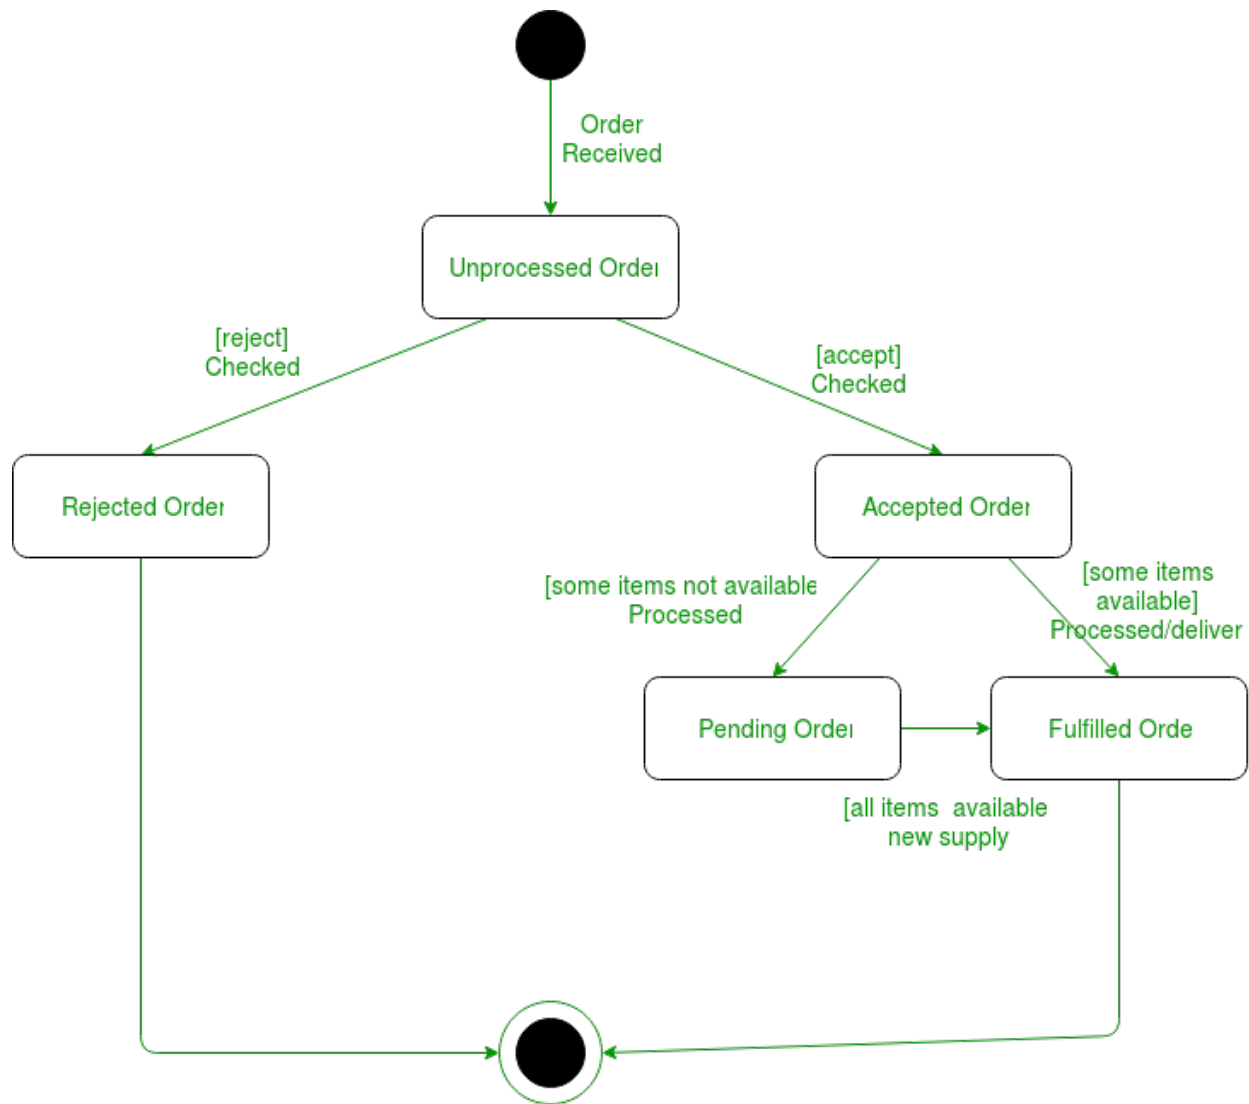 Order
Received
Unprocessed Order
[reject]
Checked
[accept]
Checked
Rejected Order
Accepted Order
[some items not available
Processed
[some items
available]
Processed/deliver
Pending Order
Fulfilled Orde
[all items  available
new supply